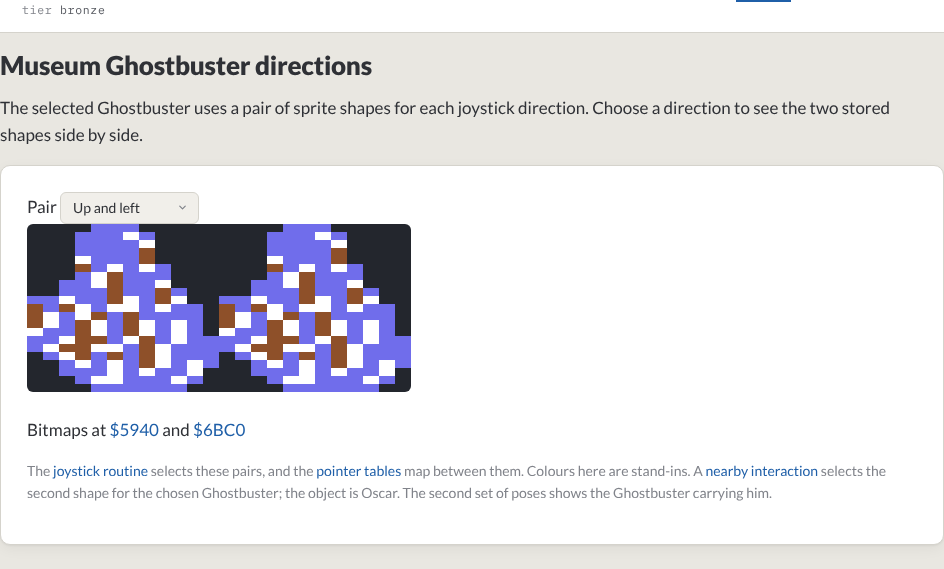 tier bronze
Museum Ghostbuster directions
The selected Ghostbuster uses a pair of sprite shapes for each joystick direction. Choose a direction to see the two stored
shapes side by side.
Pair Up and left
Bitmaps at $5940 and $6BC0
The joystick routine selects these pairs, and the pointer tables map between them. Colours here are stand-ins. A nearby interaction selects the
second shape for the chosen Ghostbuster; the object is Oscar. The second set of poses shows the Ghostbuster carrying him.